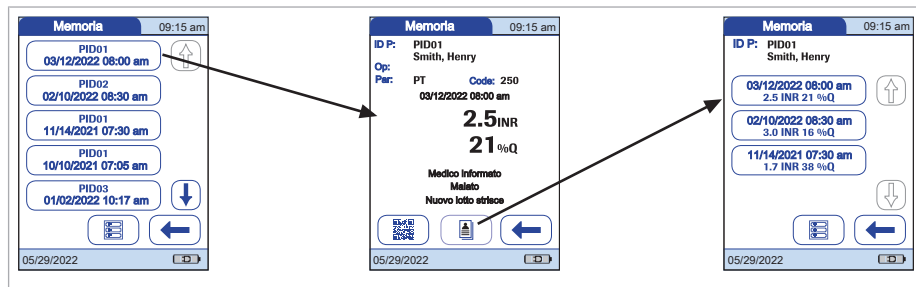 Memoria 09:15 am
PID01
03/12/2022 08:00 am
PID02
02/10/2022 08:30 am
PID01
11/14/2021 07:30 am
PID01
10/10/2021 07:05 am
PID03
01/02/2022 10:17 am
05/29/2022
Memoria 09:15 am
ID P: PID01
Smith, Henry
Op:
Par: PT Code: 250
03/12/2022 08:00 am
2.5 INR
21 %Q
Medico Informato
Malato
Nuovo lotto strisce
05/29/2022
Memoria 09:15 am
ID P: PID01
Smith, Henry
03/12/2022 08:00 am
2.5 INR 21 %Q
02/10/2022 08:30 am
3.0 INR 16 %Q
11/14/2021 07:30 am
1.7 INR 38 %Q
05/29/2022